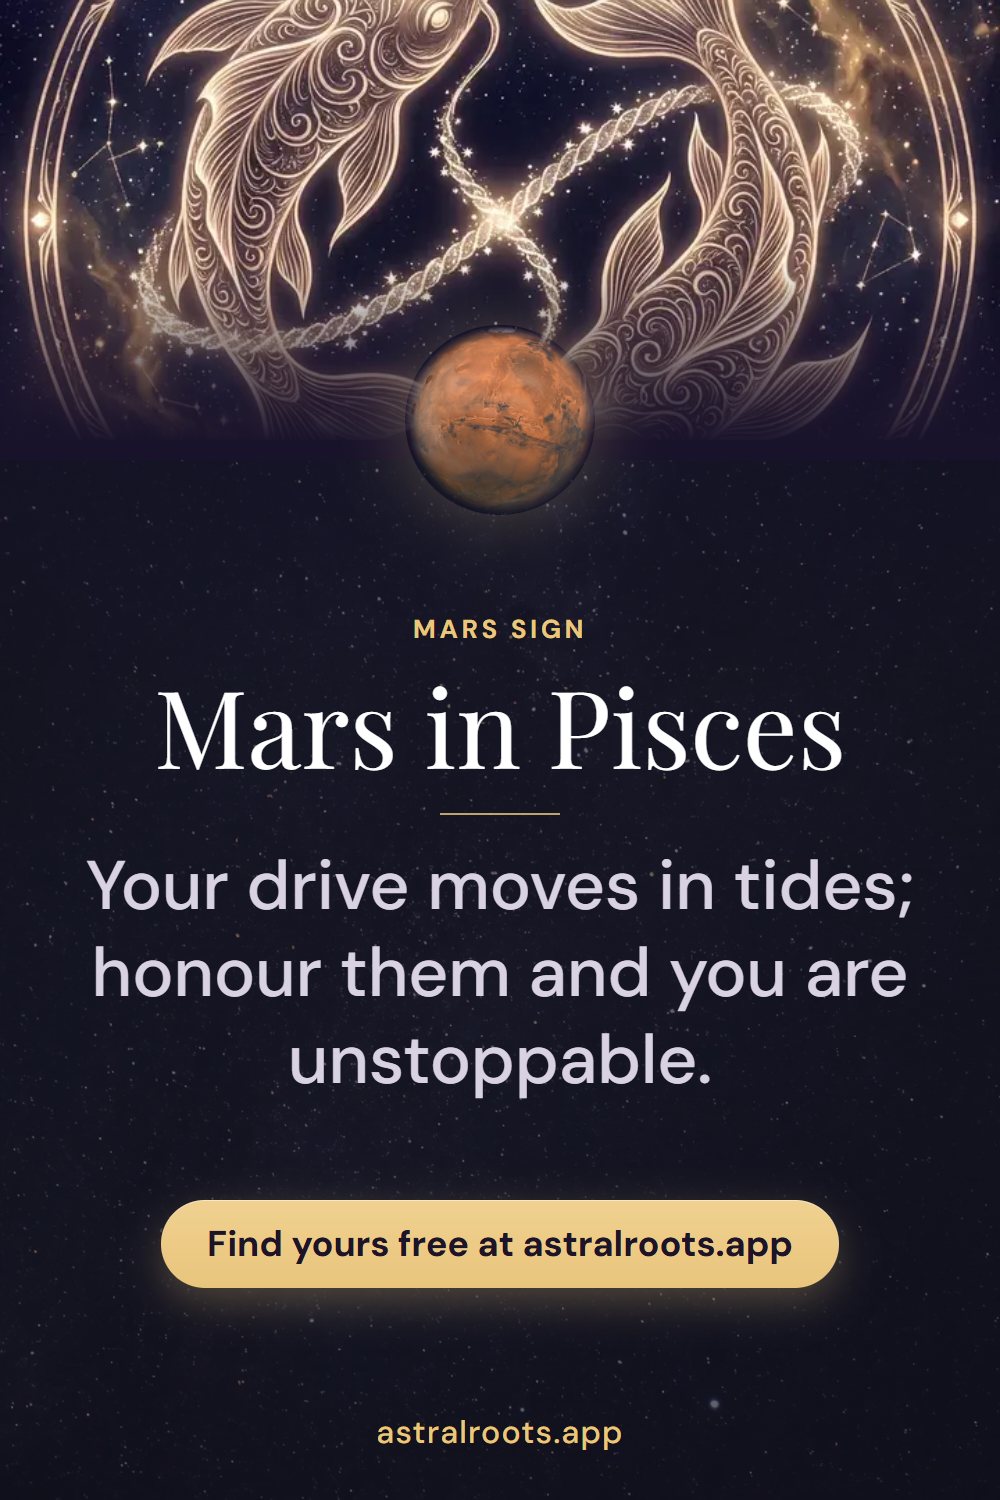 MARS SIGN
Mars in Pisces
Your drive moves in tides;
honour them and you are
unstoppable.
Find yours free at astralroots.app
astralroots.app